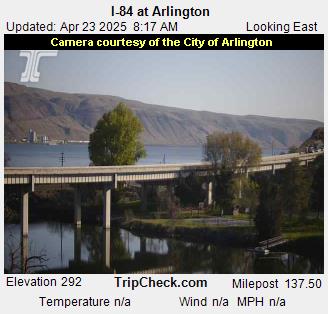 I-84 at Arlington
Updated: Apr 23 2025 8:17 AM Looking East
Camera courtesy of the City of Arlington
Elevation 292 TripCheck.com Milepost 137.50
Temperature n/a Wind n/a MPH n/a